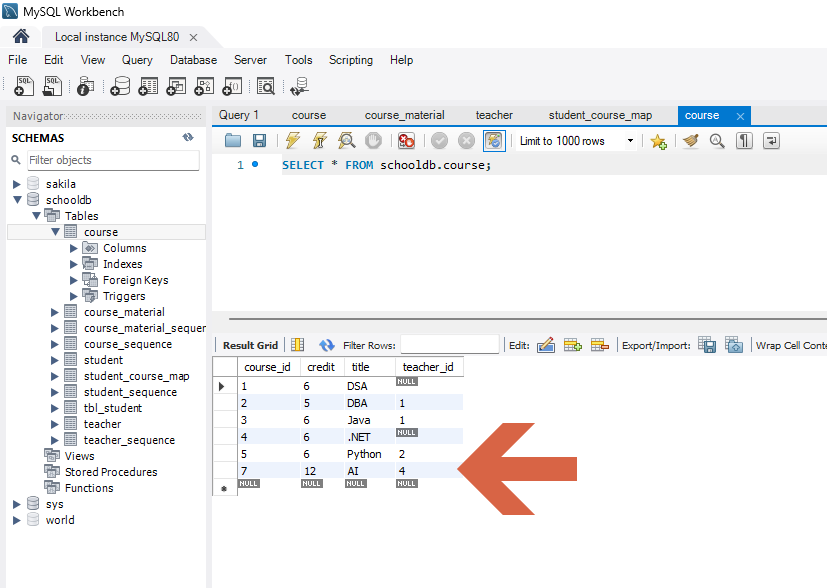 MySQL Workbench
Local instance MySQL80 ×
File Edit View Query Database Server Tools Scripting Help
Navigator
SCHEMAS
Filter objects
sakila
schooldb
Tables
course
Columns
Indexes
Foreign Keys
Triggers
course_material
course_material_sequer
course_sequence
student
student_course_map
student_sequence
tbl_student
teacher
teacher_sequence
Views
Stored Procedures
Functions
sys
world
Query 1 course course_material teacher student_course_map course ×
Limit to 1000 rows
1 SELECT * FROM schooldb.course;
Result Grid Filter Rows: Edit: Export/Import: Wrap Cell Conte
course_id credit title teacher_id
1 6 DSA NULL
2 5 DBA 1
3 6 Java 1
4 6 .NET NULL
5 6 Python 2
7 12 AI 4
NULL NULL NULL NULL